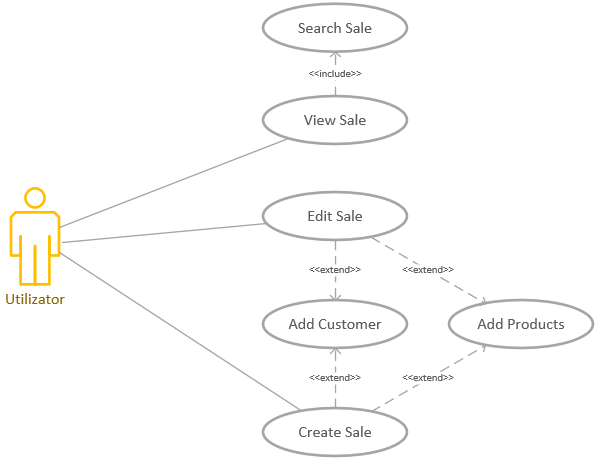 Search Sale
<<include>>
View Sale
Edit Sale
Utilizator
<<extend>>
<<extend>>
Add Customer
Add Products
<<extend>>
<<extend>>
Create Sale